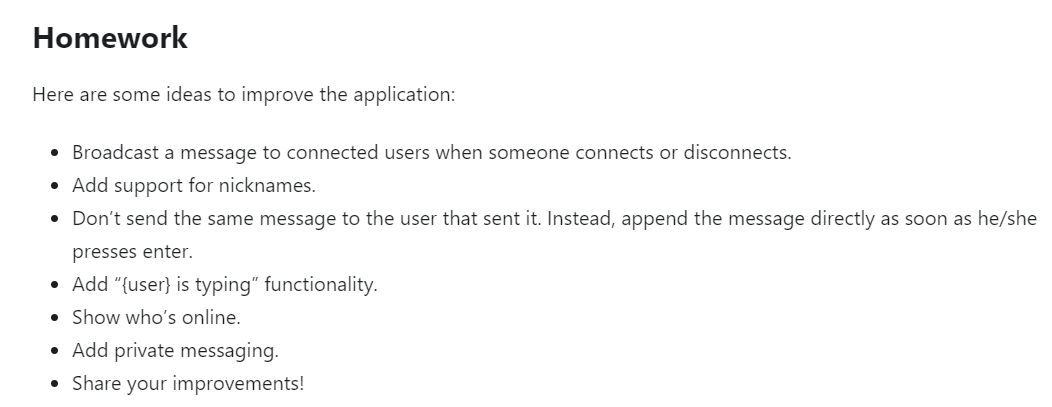 Homework
Here are some ideas to improve the application:
• Broadcast a message to connected users when someone connects or disconnects.
• Add support for nicknames.
• Don’t send the same message to the user that sent it. Instead, append the message directly as soon as he/she
presses enter.
• Add “{user} is typing” functionality.
• Show who’s online.
• Add private messaging.
• Share your improvements!